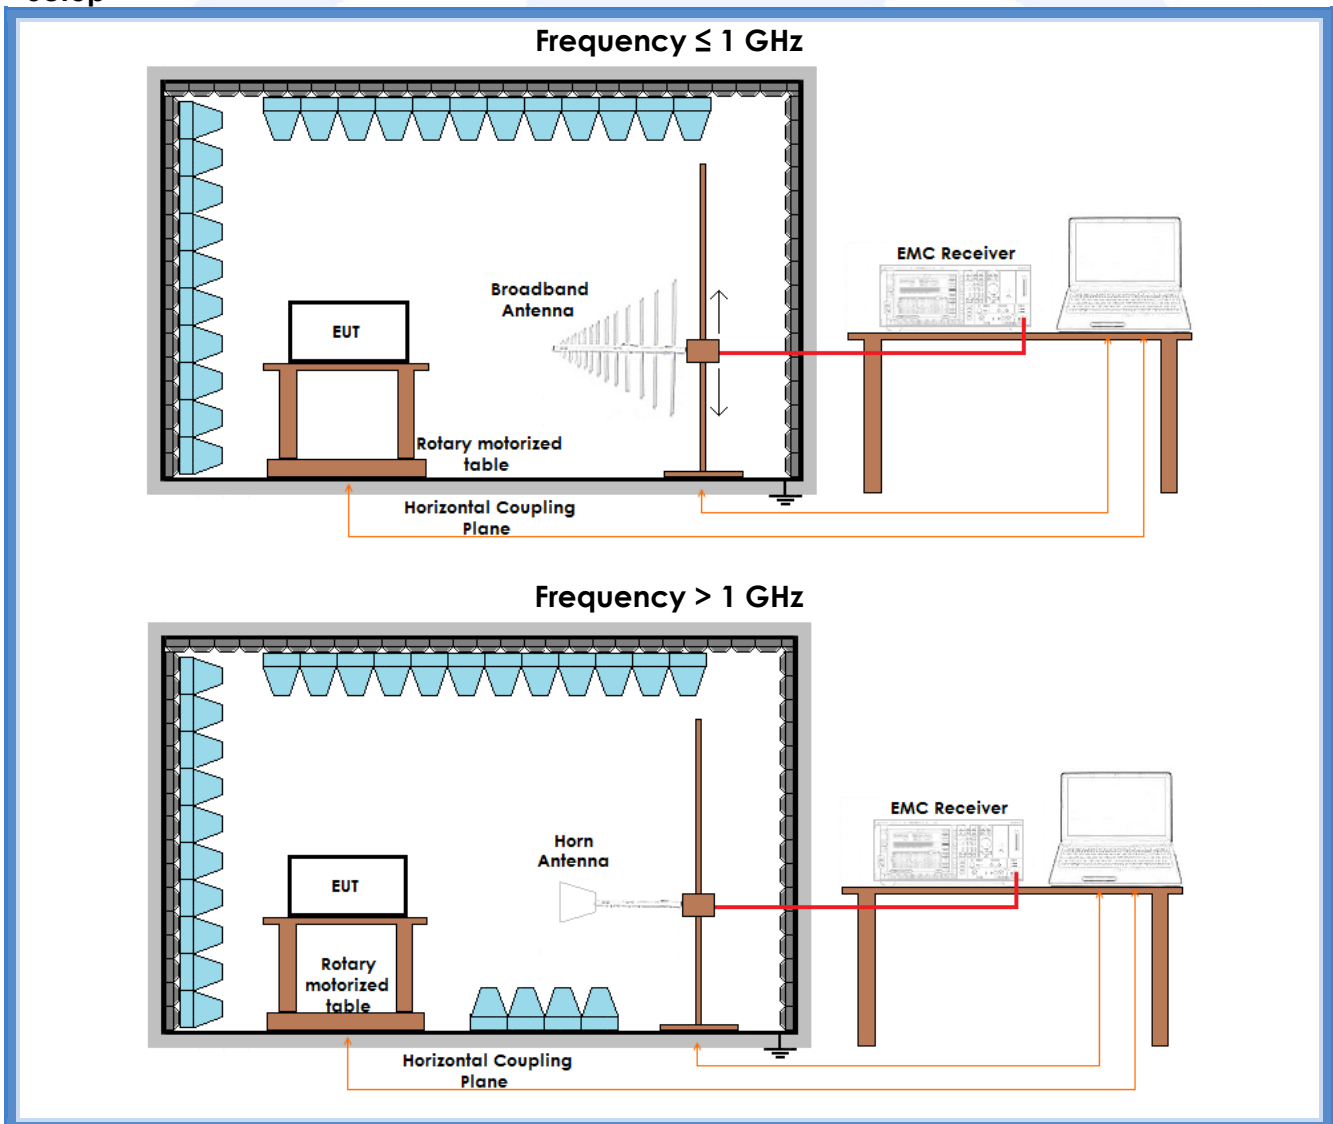 Setup
Frequency ≤ 1 GHz
EMC Receiver
Broadband
Antenna
EUT
Rotary motorized
table
Horizontal Coupling
Plane
Frequency > 1 GHz
EMC Receiver
Horn
Antenna
EUT
Rotary
motorized
table
Horizontal Coupling
Plane